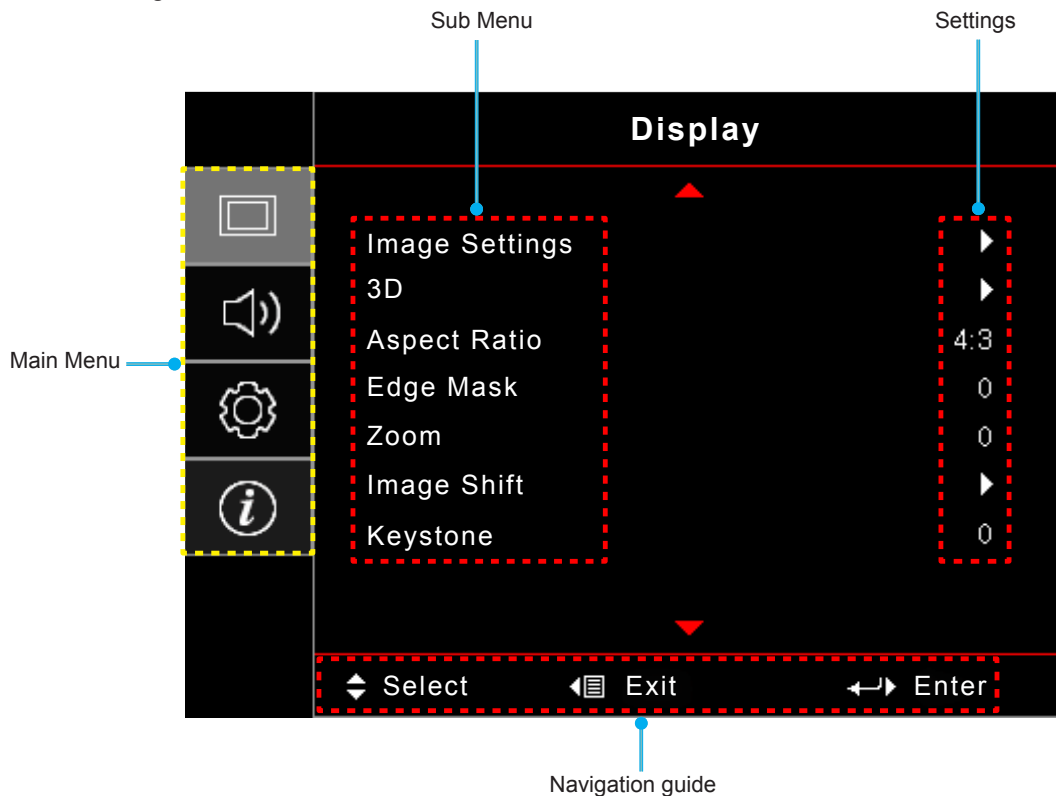 Sub Menu
Settings
Display
Image Settings
3D
Aspect Ratio 4:3
Main Menu
Edge Mask 0
Zoom 0
Image Shift
Keystone 0
Select Exit Enter
Navigation guide